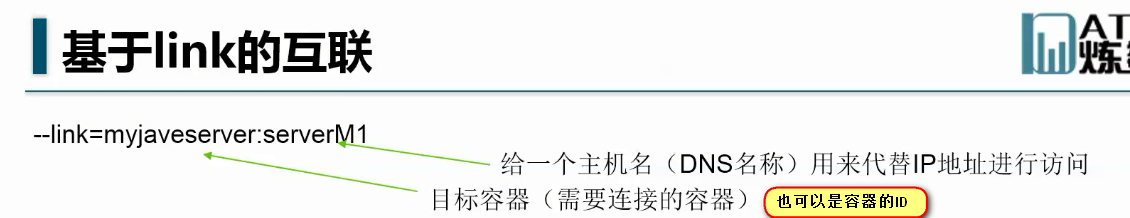 基于link的互联
AT
炼
--link=myjaveserver:serverM1
给一个主机名（DNS名称）用来代替IP地址进行访问
目标容器（需要连接的容器）
也可以是容器的ID